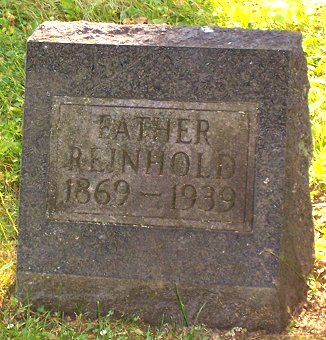 FATHER
REINHOLD
1869 – 1939